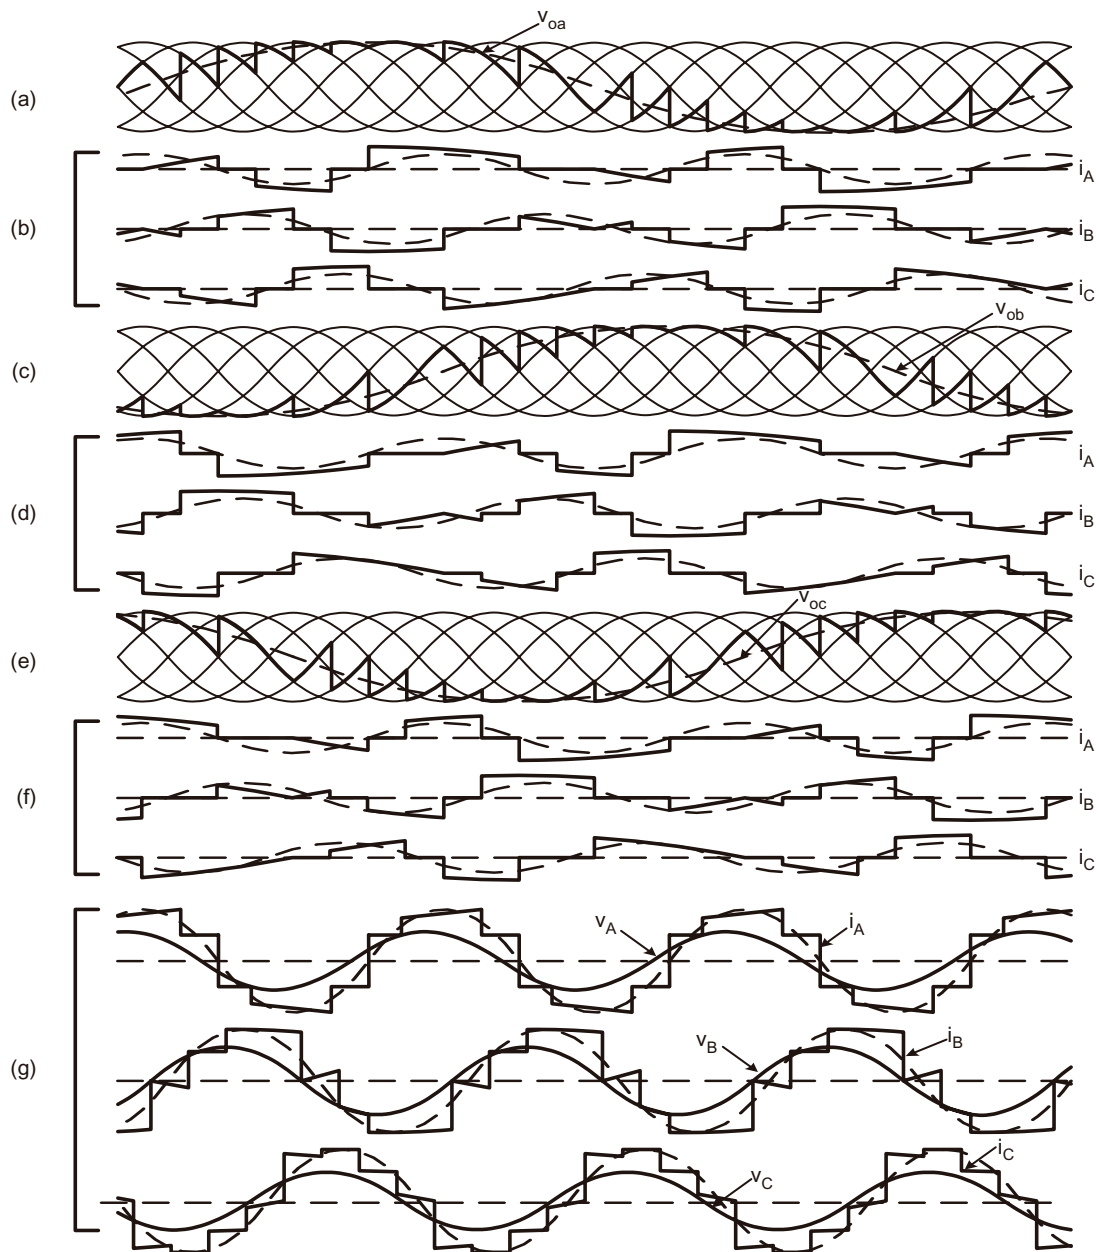 v_oa
(a)
i_A
(b)
i_B
i_C
v_ob
(c)
i_A
(d)
i_B
i_C
v_oc
(e)
i_A
(f)
i_B
i_C
v_A
i_A
(g)
v_B
i_B
v_C
i_C